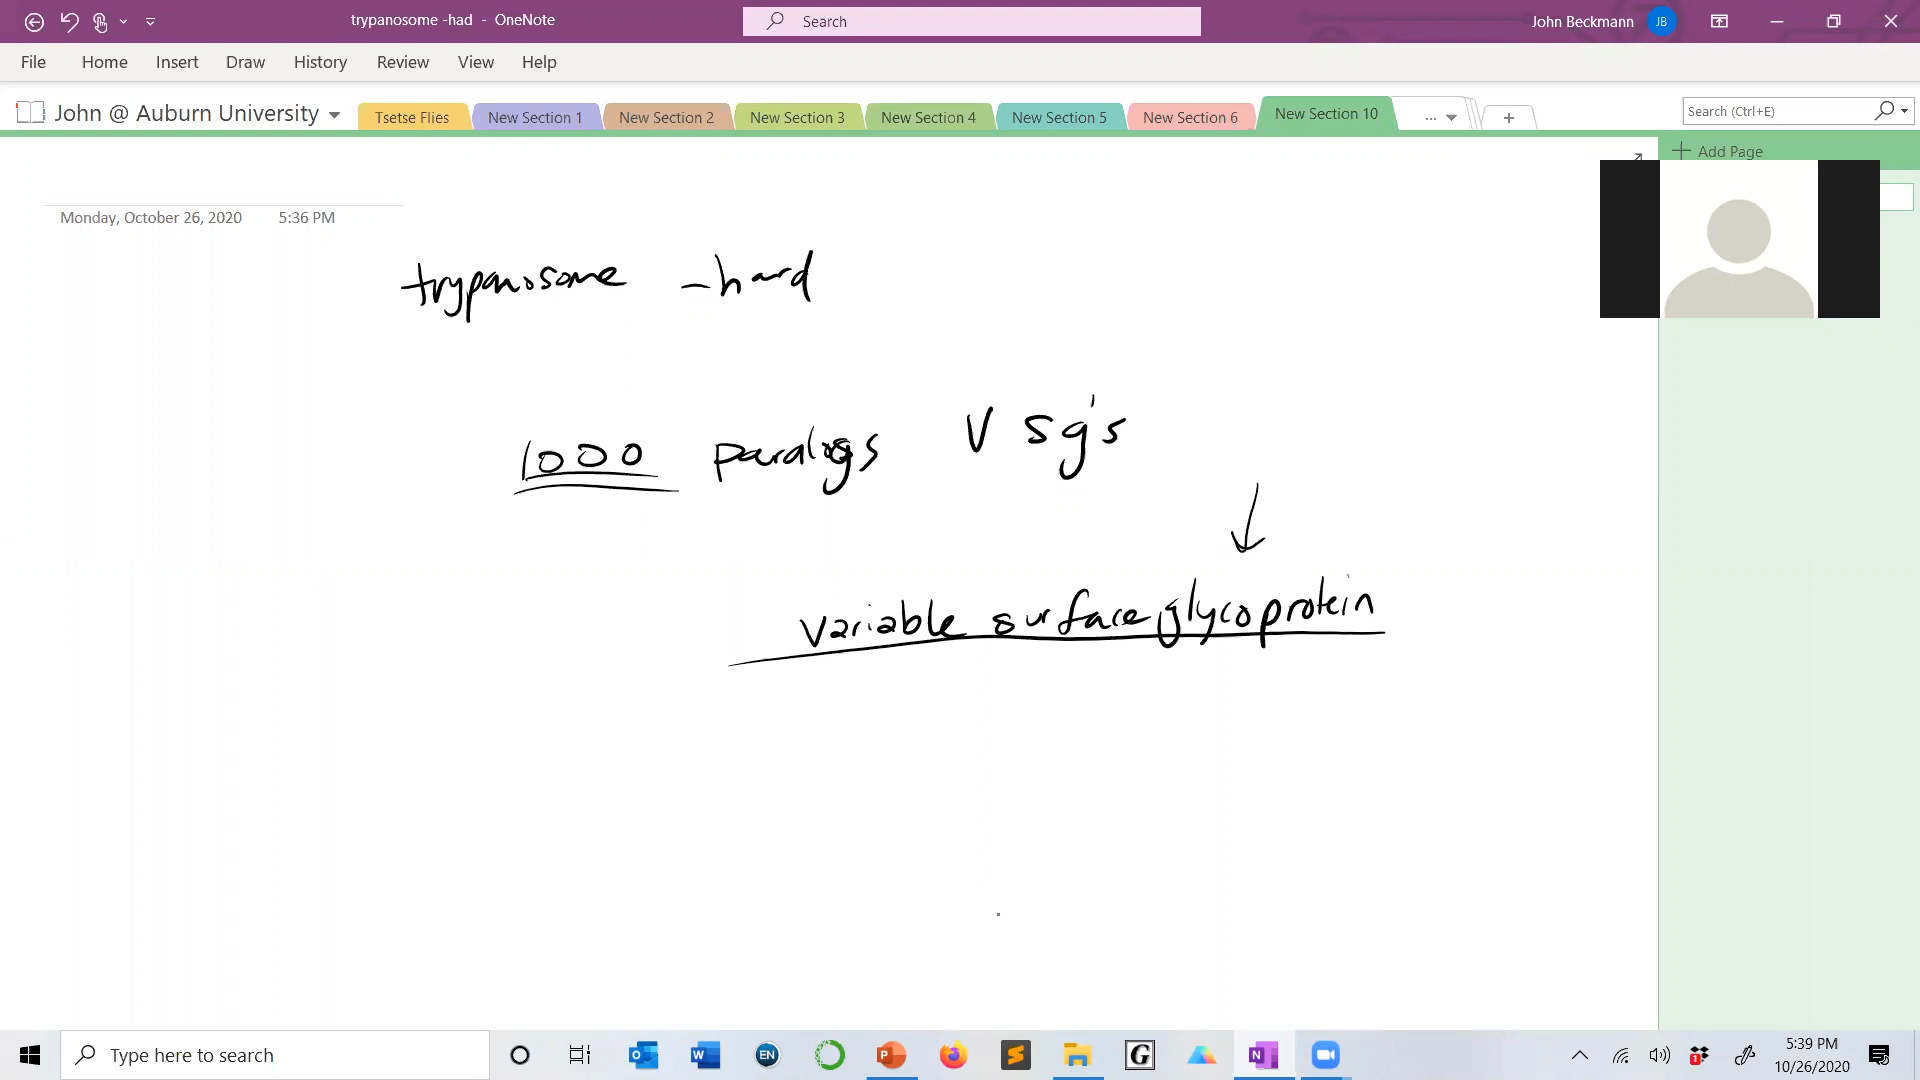 trypanosome -had - OneNote
Search
John Beckmann
JB
File Home Insert Draw History Review View Help
John @ Auburn University
Tsetse Flies New Section 1 New Section 2 New Section 3 New Section 4 New Section 5 New Section 6 New Section 10 ... +
Search (Ctrl+E)
Add Page
Monday, October 26, 2020 5:36 PM
trypanosome - hard
1000 paralogs VSg's
variable surface glycoprotein
Type here to search
EN
G
5:39 PM
10/26/2020